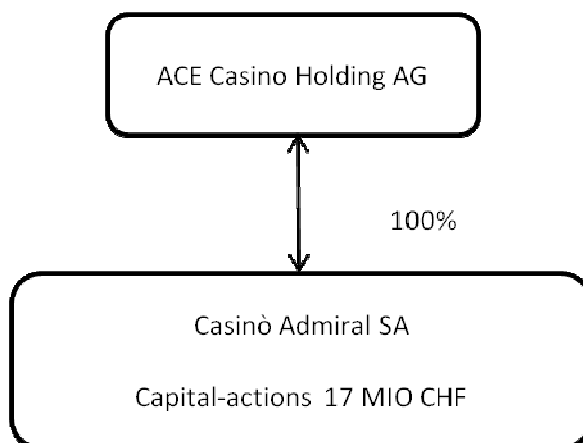 ACE Casino Holding AG
100%
Casinò Admiral SA
Capital-actions 17 MIO CHF